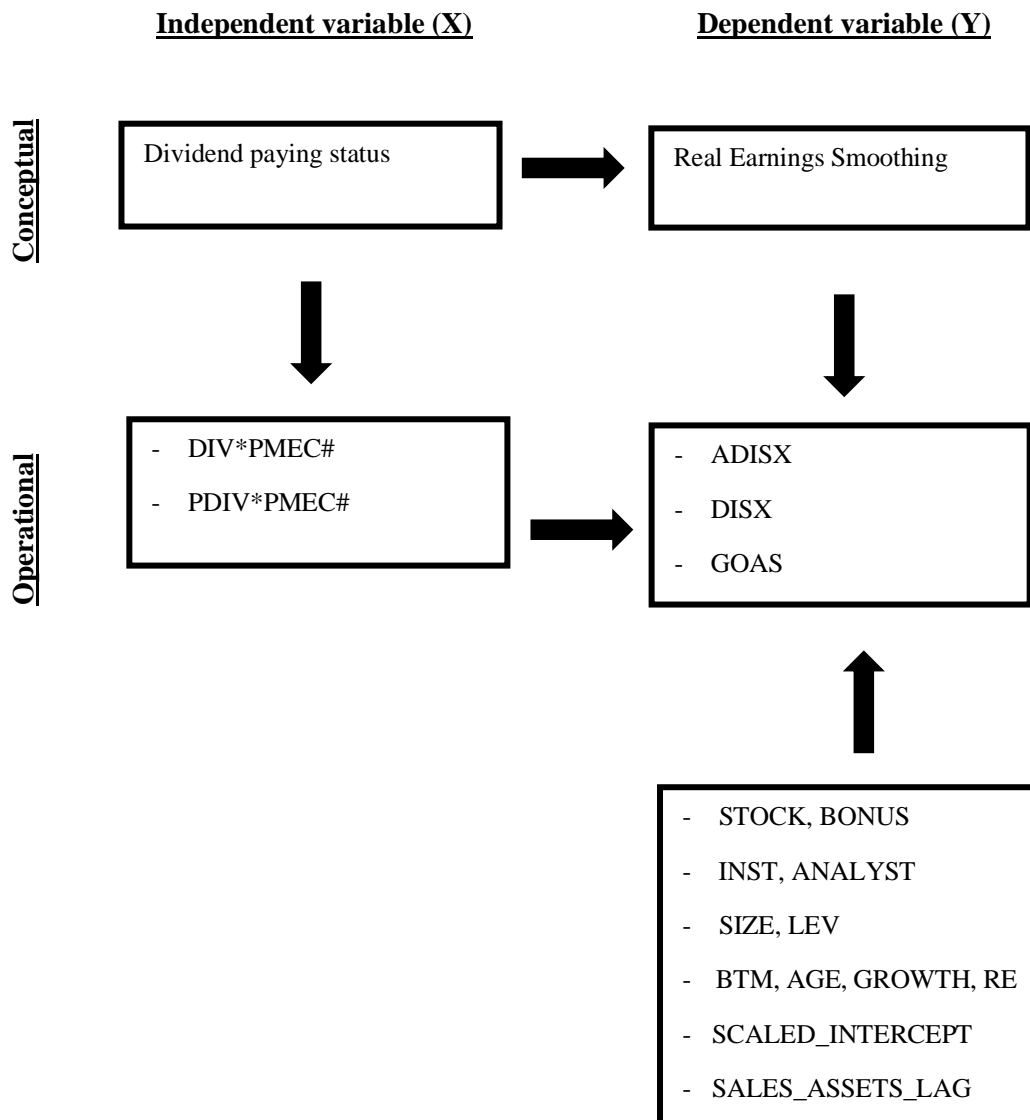 Independent variable (X)
Dependent variable (Y)
Conceptual
Dividend paying status
Real Earnings Smoothing
Operational
- DIV*PMEC#
- PDIV*PMEC#
- ADISX
- DISX
- GOAS
- STOCK, BONUS
- INST, ANALYST
- SIZE, LEV
- BTM, AGE, GROWTH, RE
- SCALED_INTERCEPT
- SALES_ASSETS_LAG